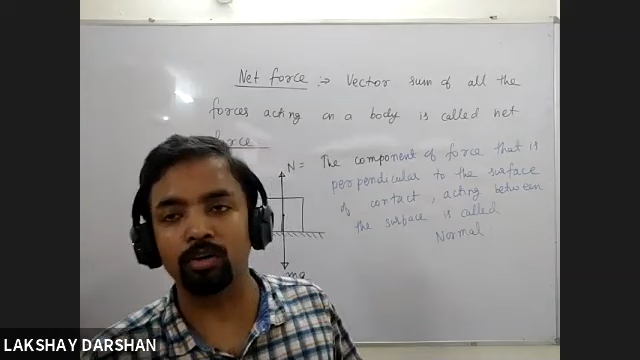 Net force :→ Vector sum of all the
forces acting on a body is called net
force
N = The component of force that is
perpendicular to the surface
of contact, acting between
the surface is called
Normal
mg
LAKSHAY DARSHAN